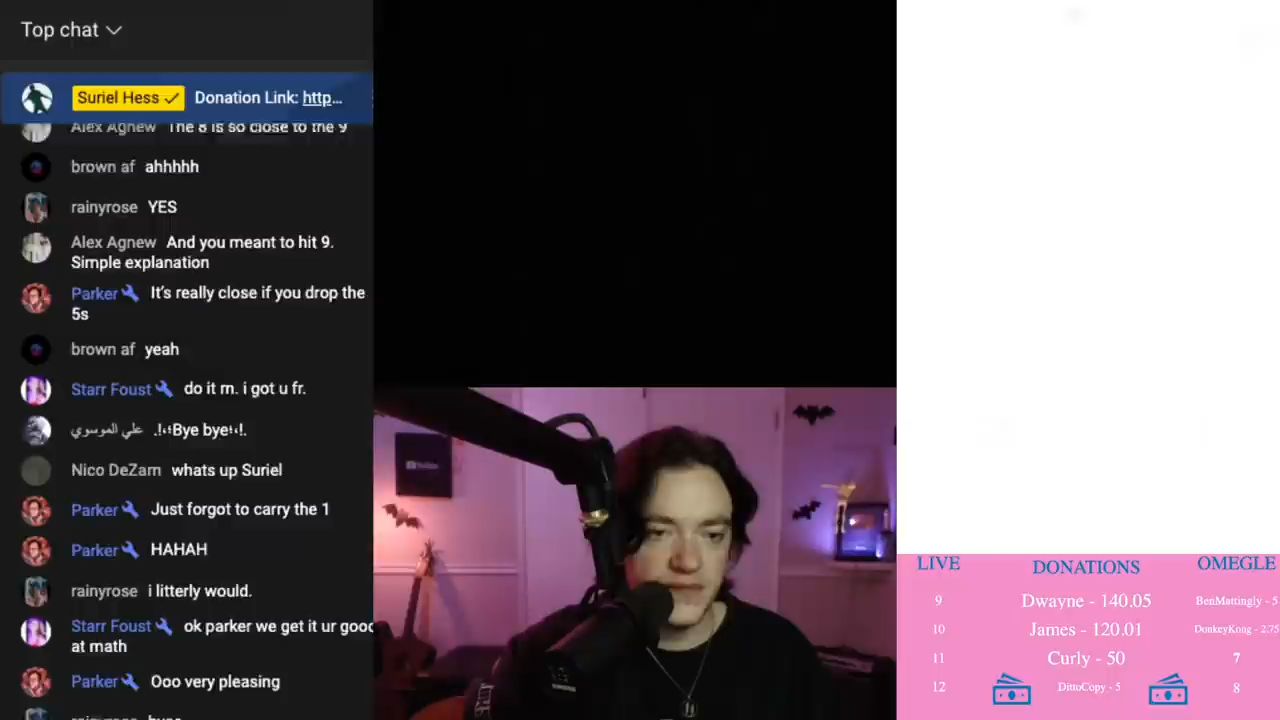 Top chat
Suriel Hess Donation Link: http...
Alex Agnew The 8 is so close to the 9
brown af ahhhhh
rainyrose YES
Alex Agnew And you meant to hit 9.
Simple explanation
Parker It's really close if you drop the
5s
brown af yeah
Starr Foust do it rn. i got u fr.
علي الموسوي .!،؛Bye bye؛،!.
Nico DeZarn whats up Suriel
Parker Just forgot to carry the 1
Parker HAHAH
rainyrose i litterly would.
Starr Foust ok parker we get it ur good
at math
Parker Ooo very pleasing
LIVE DONATIONS OMEGLE
9 Dwayne - 140.05 BenMattingly - 5
10 James - 120.01 DonkeyKong - 2.75
11 Curly - 50 7
12 DittoCopy - 5 8